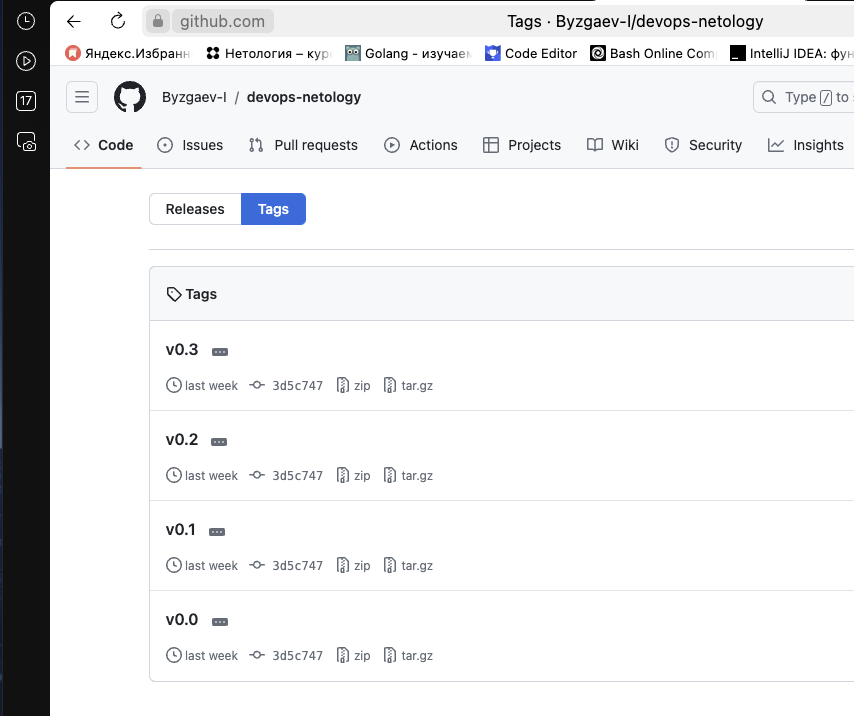 github.com Tags · Byzgaev-I/devops-netology
Яндекс.Избранн Нетология – кур Golang - изучаем Code Editor Bash Online Com IntelliJ IDEA: фун
17
Byzgaev-I / devops-netology Type / to
Code Issues Pull requests Actions Projects Wiki Security Insights
Releases Tags
Tags
v0.3
last week 3d5c747 zip tar.gz
v0.2
last week 3d5c747 zip tar.gz
v0.1
last week 3d5c747 zip tar.gz
v0.0
last week 3d5c747 zip tar.gz